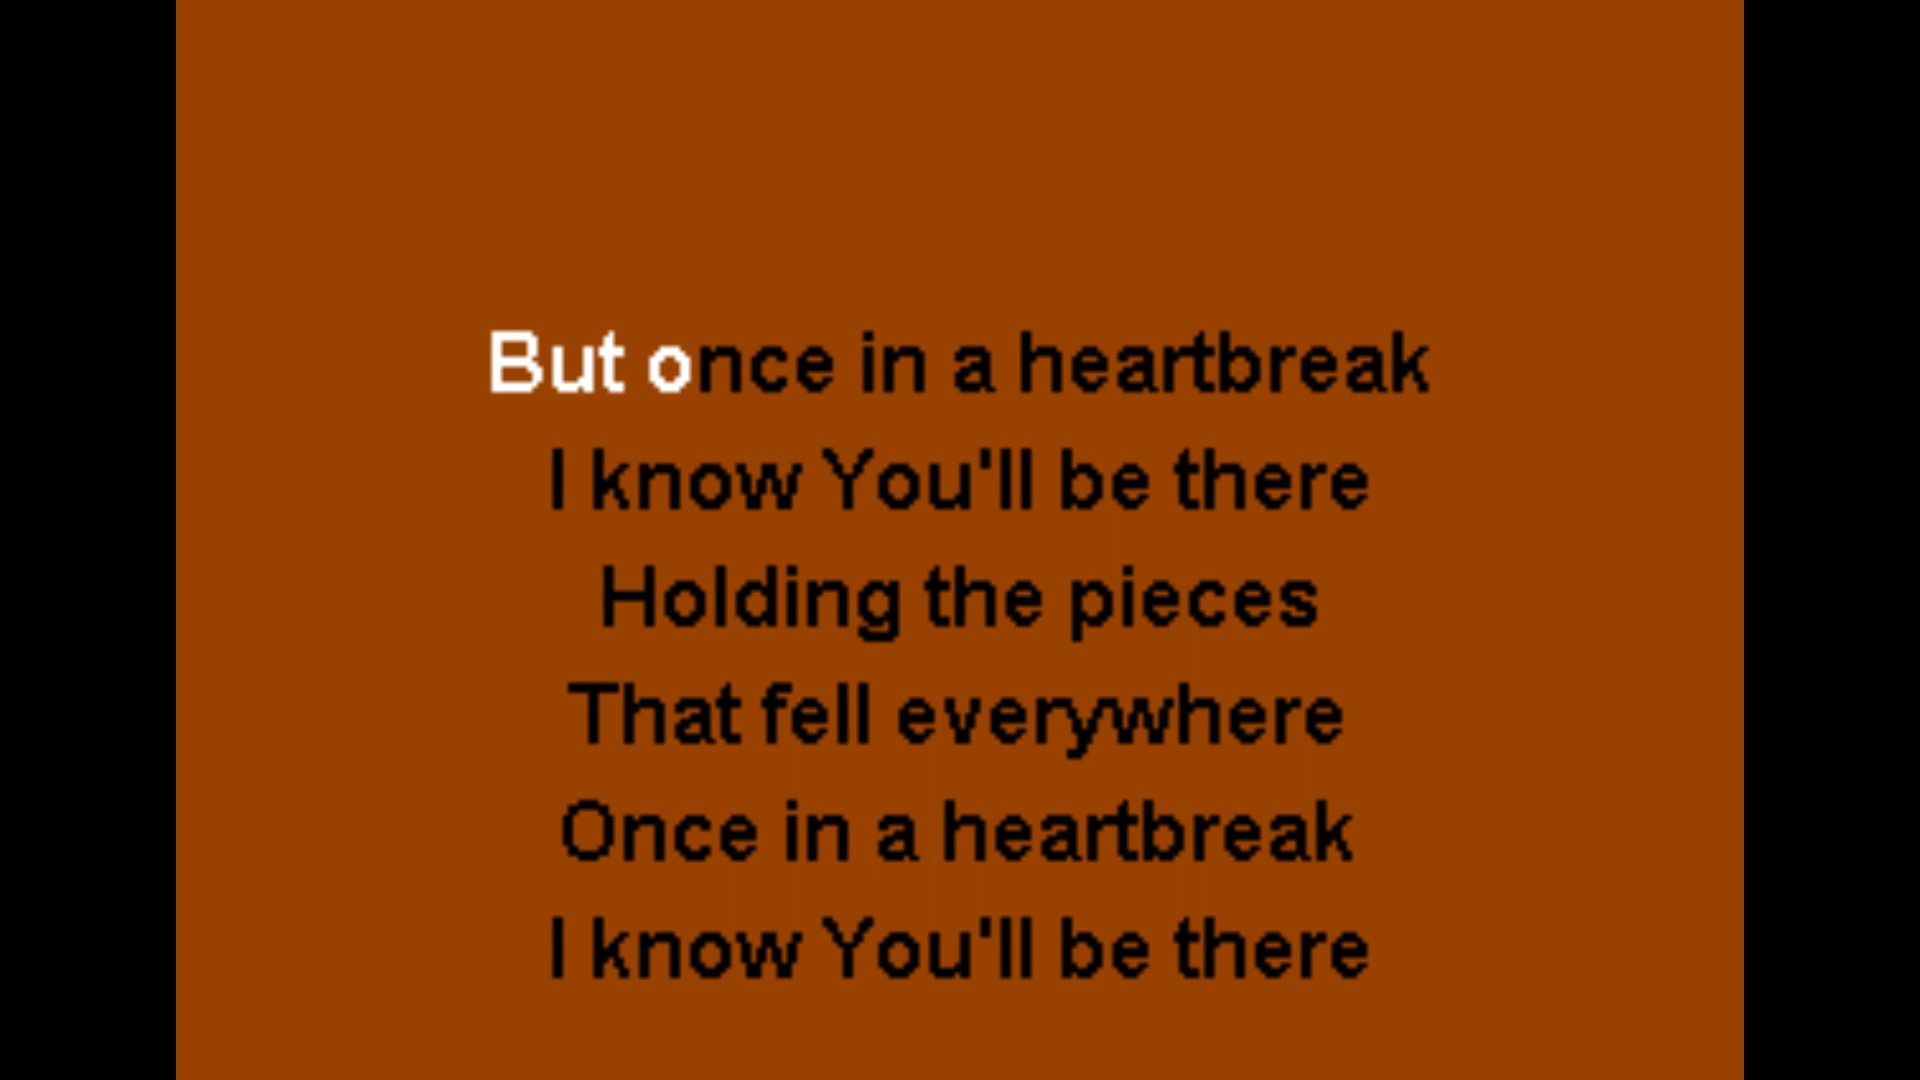 But once in a heartbreak
I know You'll be there
Holding the pieces
That fell everywhere
Once in a heartbreak
I know You'll be there